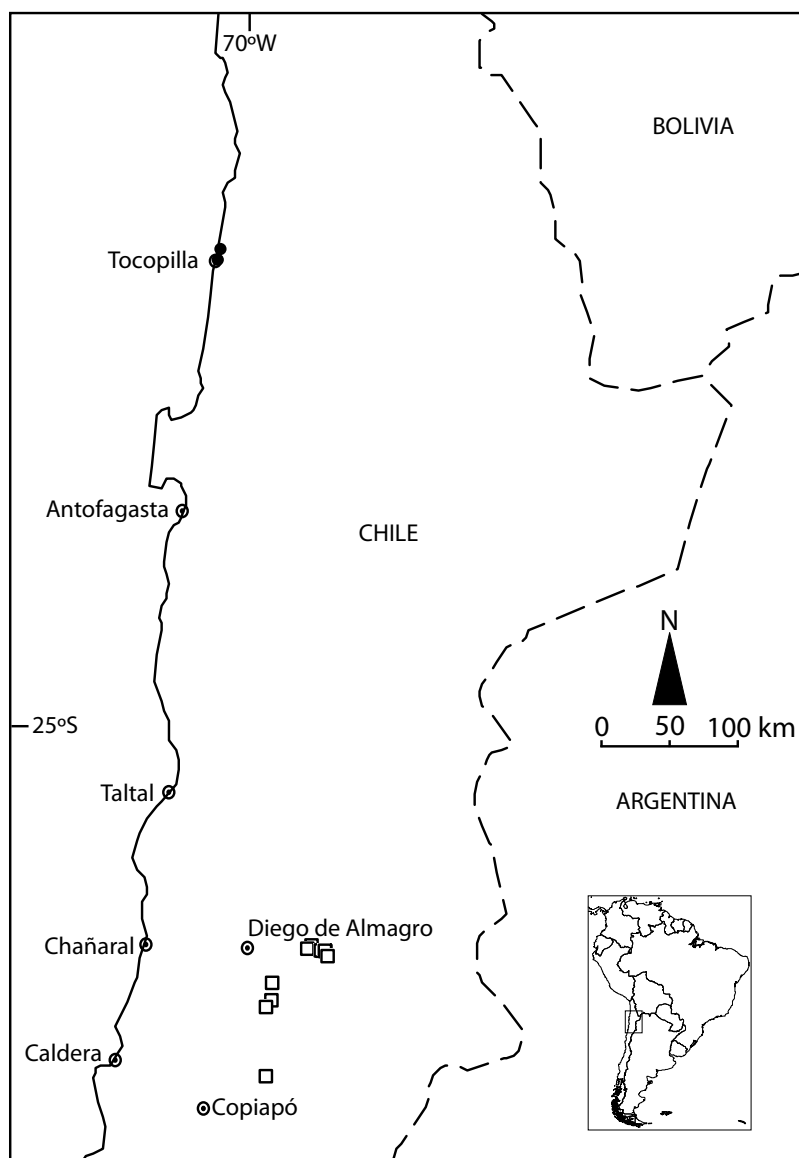 70ºW
BOLIVIA
Tocopilla
Antofagasta
CHILE
N
25ºS
0 50 100 km
Taltal
ARGENTINA
Diego de Almagro
Chañaral
Caldera
Copiapó